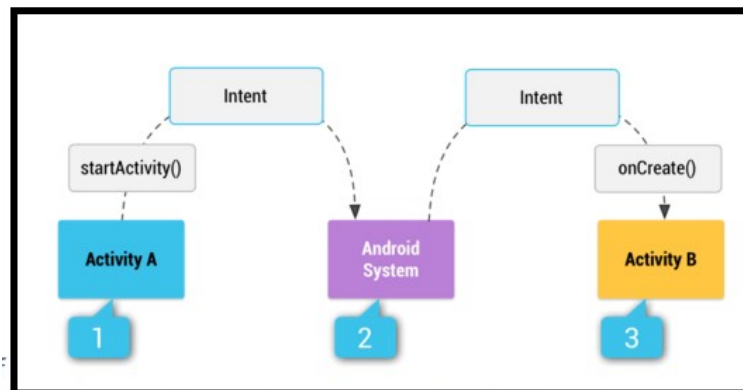 Intent
Intent
startActivity()
onCreate()
Activity A
Android
System
Activity B
1
2
3